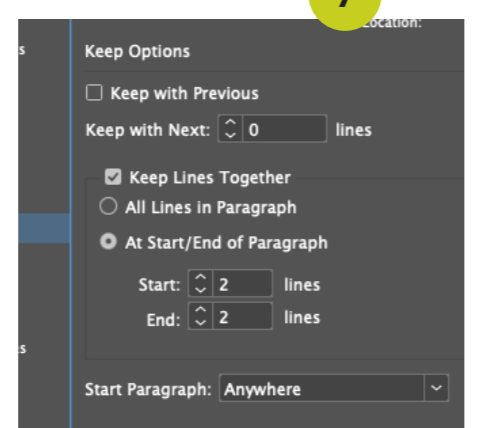 Location:
s
Keep Options
Keep with Previous
Keep with Next: 0 lines
Keep Lines Together
All Lines in Paragraph
At Start/End of Paragraph
Start: 2 lines
End: 2 lines
s
Start Paragraph: Anywhere